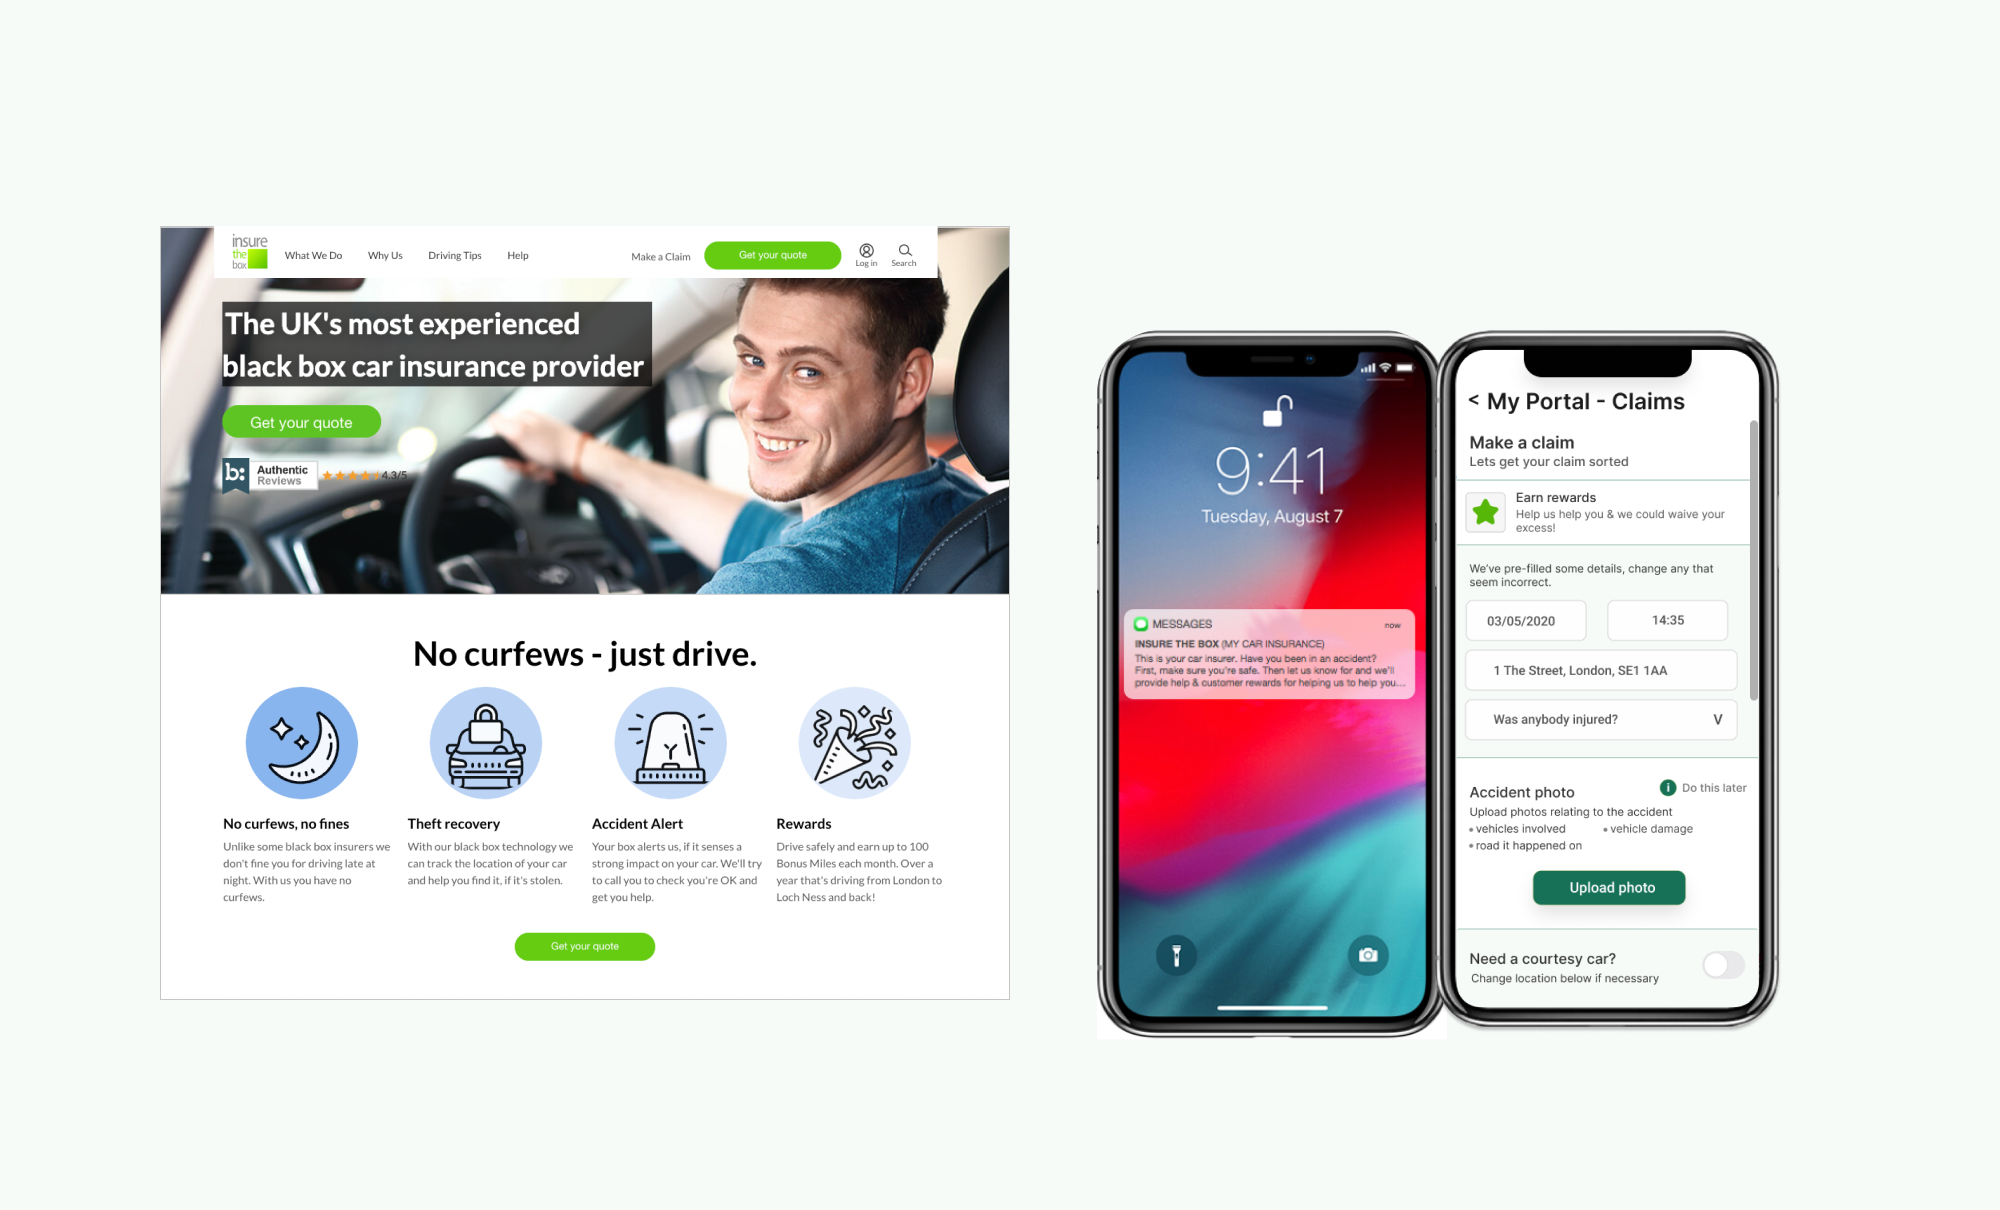 insure
the
box
What We Do
Why Us
Driving Tips
Help
Make a Claim
Get your quote
Log in
Search
The UK's most experienced
black box car insurance provider
Get your quote
b:
Authentic
Reviews
4.3/5
No curfews - just drive.
No curfews, no fines
Unlike some black box insurers we
don't fine you for driving late at
night. With us you have no
curfews.
Theft recovery
With our black box technology we
can track the location of your car
and help you find it, if it's stolen.
Accident Alert
Your box alerts us, if it senses a
strong impact on your car. We'll try
to call you to check you're OK and
get you help.
Rewards
Drive safely and earn up to 100
Bonus Miles each month. Over a
year that's driving from London to
Loch Ness and back!
Get your quote
9:41
Tuesday, August 7
MESSAGES
now
INSURE THE BOX (MY CAR INSURANCE)
This is your car insurer. Have you been in an accident?
First, make sure you're safe. Then let us know for and we'll
provide help & customer rewards for helping us to help you...
< My Portal - Claims
Make a claim
Lets get your claim sorted
Earn rewards
Help us help you & we could waive your
excess!
We've pre-filled some details, change any that
seem incorrect.
03/05/2020
14:35
1 The Street, London, SE1 1AA
Was anybody injured? V
Accident photo
i Do this later
Upload photos relating to the accident
• vehicles involved
• vehicle damage
• road it happened on
Upload photo
Need a courtesy car?
Change location below if necessary